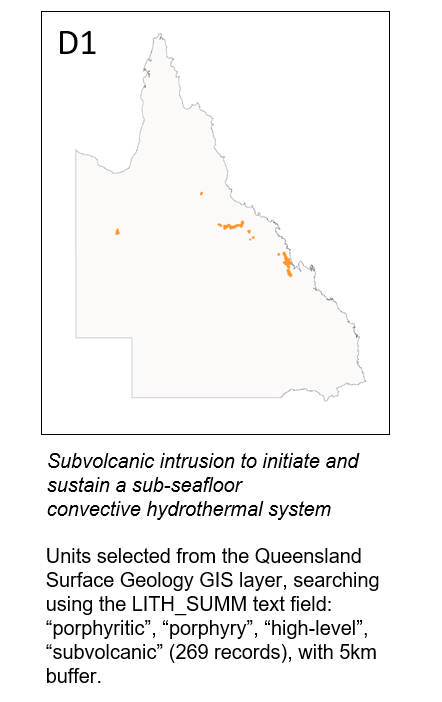 D1
Subvolcanic intrusion to initiate and
sustain a sub-seafloor
convective hydrothermal system
Units selected from the Queensland
Surface Geology GIS layer, searching
using the LITH_SUMM text field:
“porphyritic”, “porphyry”, “high-level”,
“subvolcanic” (269 records), with 5km
buffer.